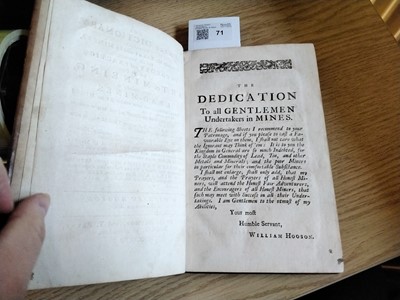 71
THE
DEDICATION
To all GENTLEMEN
Undertakers in MINES.
THE following Sheets I recommend to your
Patronage, and if you please to cast a Fa-
vourable Eye on them, I shall not care what
the Ignorant may Think of 'em: It is to you the
Kingdom in General are so much Indebted, for
the Staple Commodity of Lead, Tin, and other
Metals and Minerals; and the poor Miners
in particular for their comfortable Subsistance.
I shall not enlarge, shall only add, that my
Prayers, and the Prayers of all Honest Mi-
ners, will attend the Honest Fair Adventurers,
and the Encouragers of all Honest Miners, that
such may meet with Success in all their Under-
takings. I am Gentlemen to the utmost of my
Abilities,
Your most
Humble Servant,
WILLIAM HOOSON.